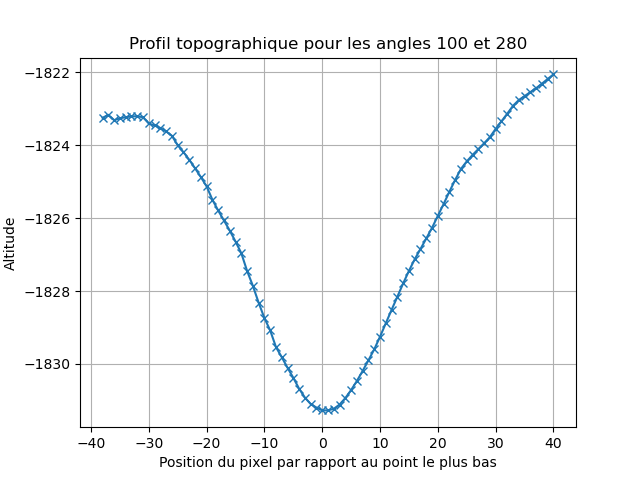 Profil topographique pour les angles 100 et 280
−1822
−1824
−1826
−1828
−1830
Altitude
−40 −30 −20 −10 0 10 20 30 40
Position du pixel par rapport au point le plus bas